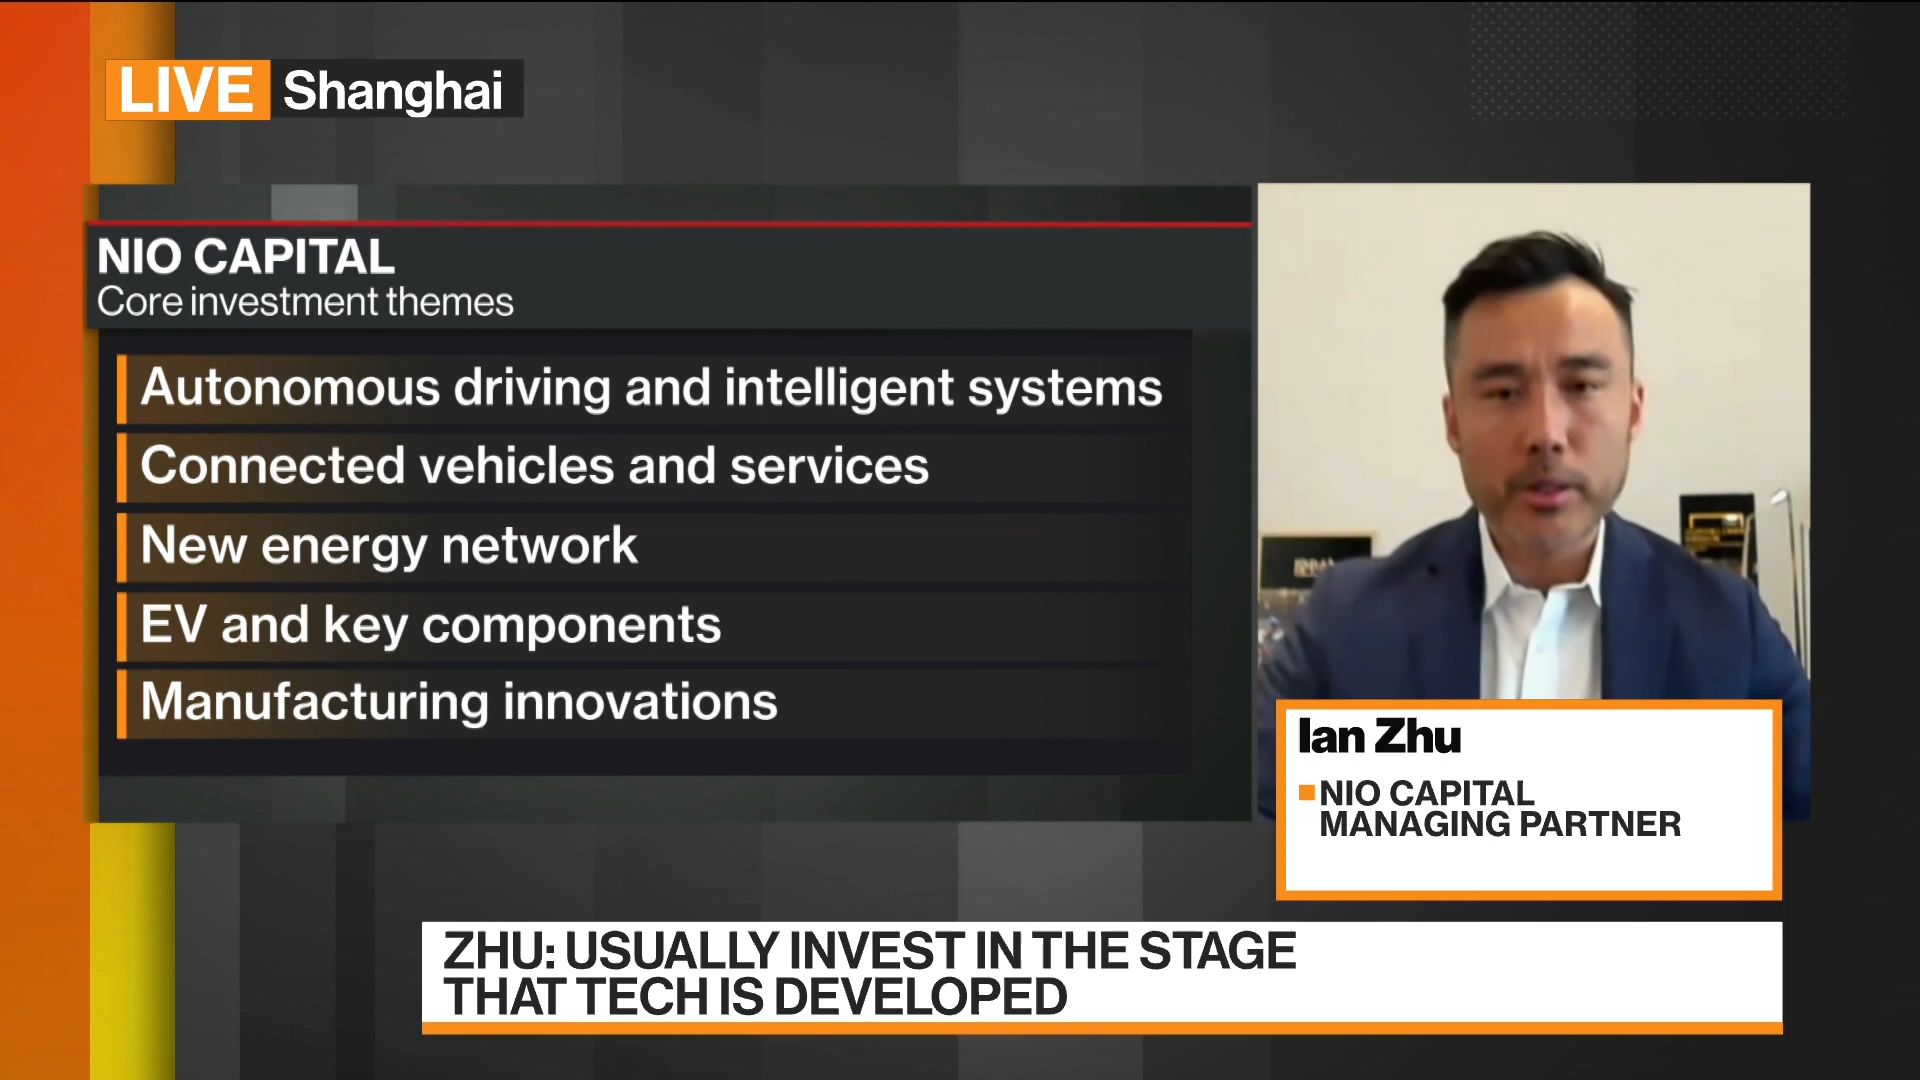 LIVE Shanghai
NIO CAPITAL
Core investment themes
Autonomous driving and intelligent systems
Connected vehicles and services
New energy network
EV and key components
Manufacturing innovations
Ian Zhu
NIO CAPITAL
MANAGING PARTNER
ZHU: USUALLY INVEST IN THE STAGE
THAT TECH IS DEVELOPED